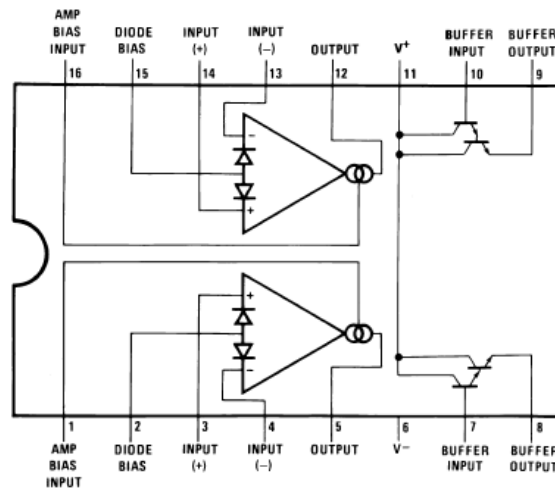 AMP BIAS INPUT
DIODE BIAS
INPUT (+)
INPUT (−)
OUTPUT
V+
BUFFER INPUT
BUFFER OUTPUT
16 15 14 13 12 11 10 9
−
+
+
−
1 2 3 4 5 6 7 8
AMP BIAS INPUT
DIODE BIAS
INPUT (+)
INPUT (−)
OUTPUT
V−
BUFFER INPUT
BUFFER OUTPUT